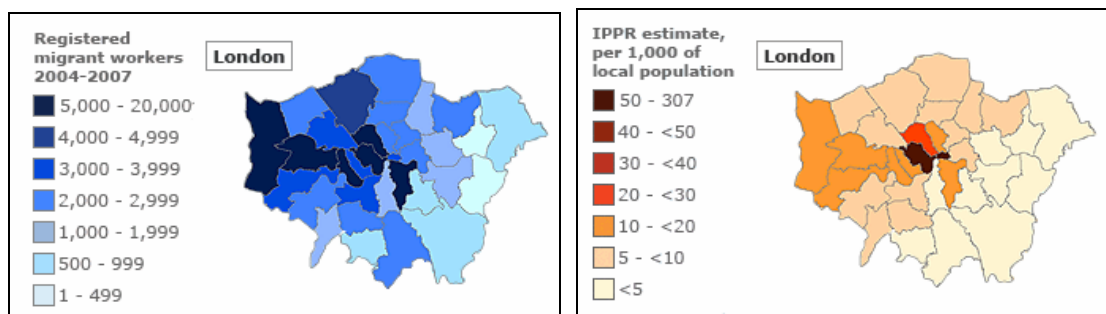 Registered
migrant workers
2004-2007
London
5,000 - 20,000
4,000 - 4,999
3,000 - 3,999
2,000 - 2,999
1,000 - 1,999
500 - 999
1 - 499
IPPR estimate,
per 1,000 of
local population
London
50 - 307
40 - <50
30 - <40
20 - <30
10 - <20
5 - <10
<5